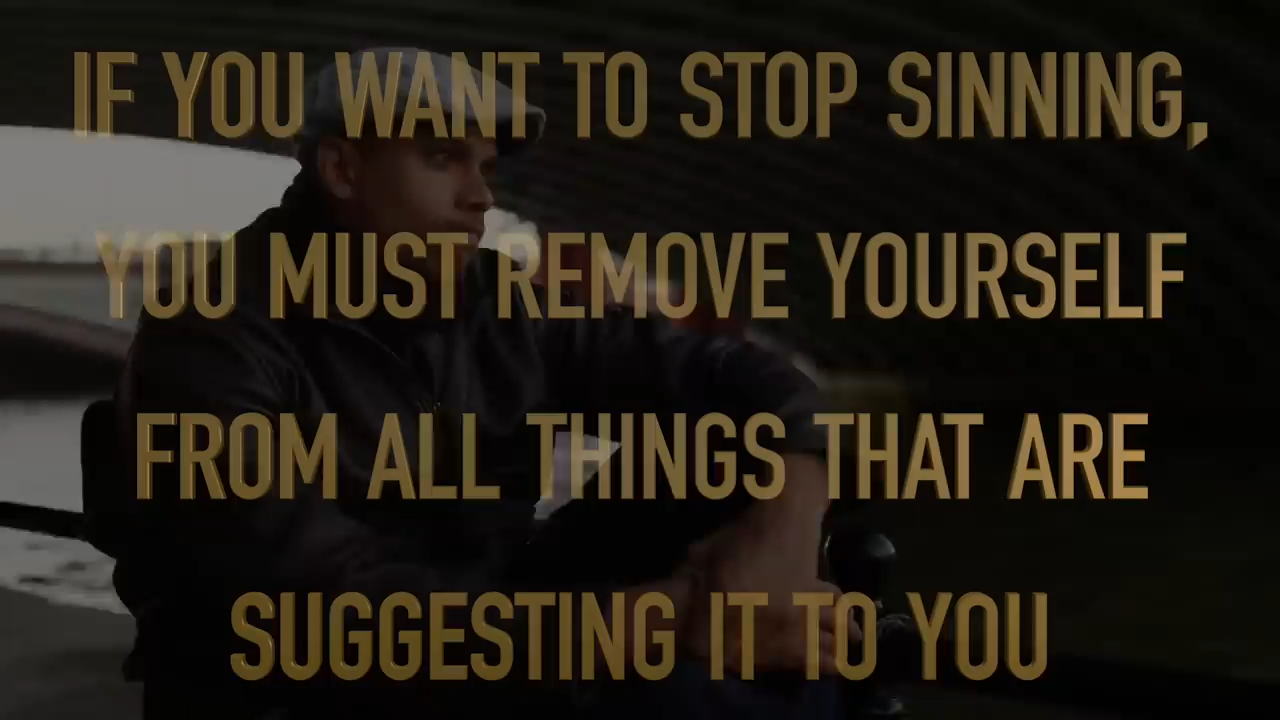 IF YOU WANT TO STOP SINNING,
YOU MUST REMOVE YOURSELF
FROM ALL THINGS THAT ARE
SUGGESTING IT TO YOU